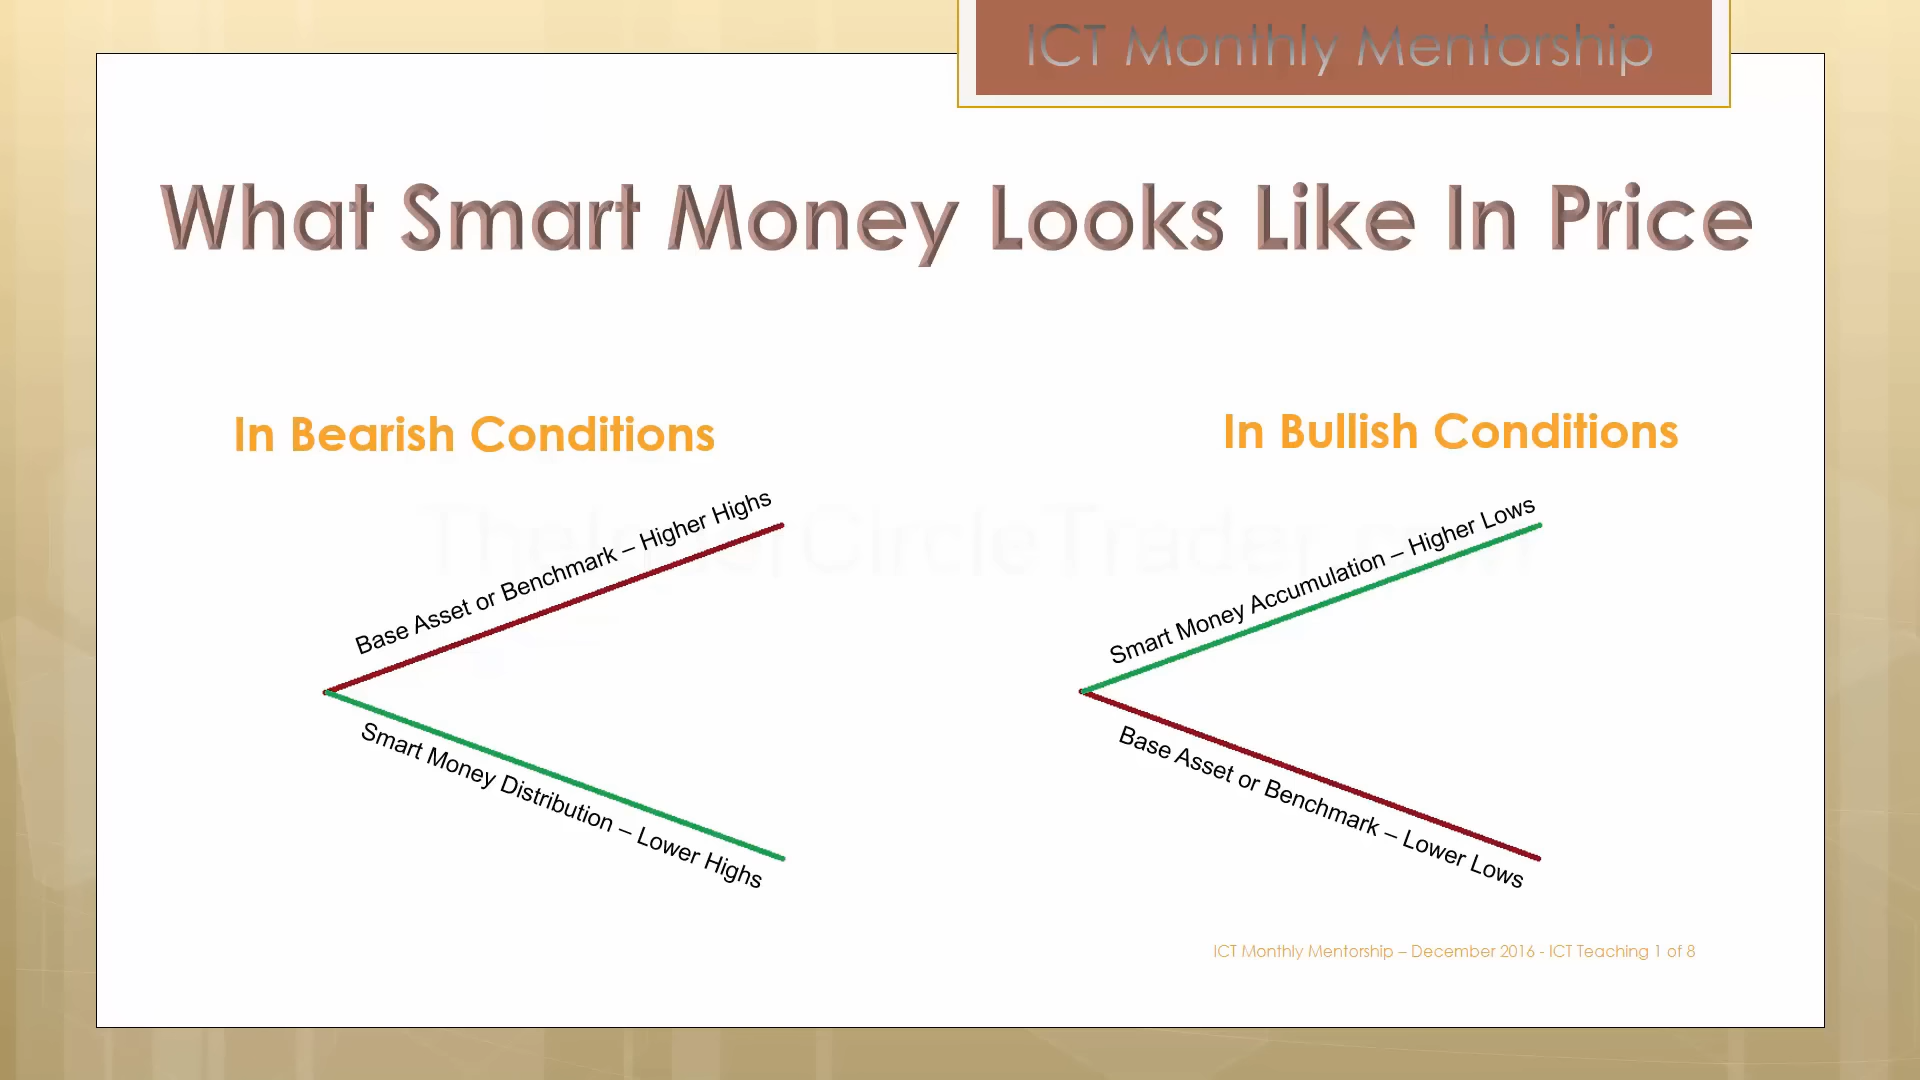 ICT Monthly Mentorship
What Smart Money Looks Like In Price
In Bearish Conditions
Base Asset or Benchmark – Higher Highs
Smart Money Distribution – Lower Highs
In Bullish Conditions
Smart Money Accumulation – Higher Lows
Base Asset or Benchmark – Lower Lows
ICT Monthly Mentorship – December 2016 - ICT Teaching 1 of 8